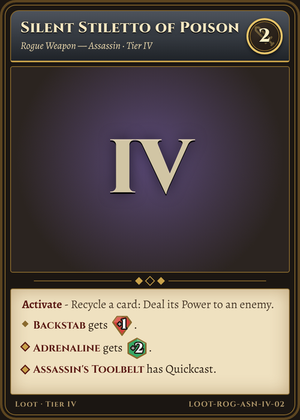 Silent Stiletto of Poison
2
Rogue Weapon — Assassin · Tier IV
IV
Activate - Recycle a card: Deal its Power to an enemy.
Backstab gets -1 .
Adrenaline gets +2 .
Assassin's Toolbelt has Quickcast.
Loot · Tier IV
LOOT-ROG-ASN-IV-02